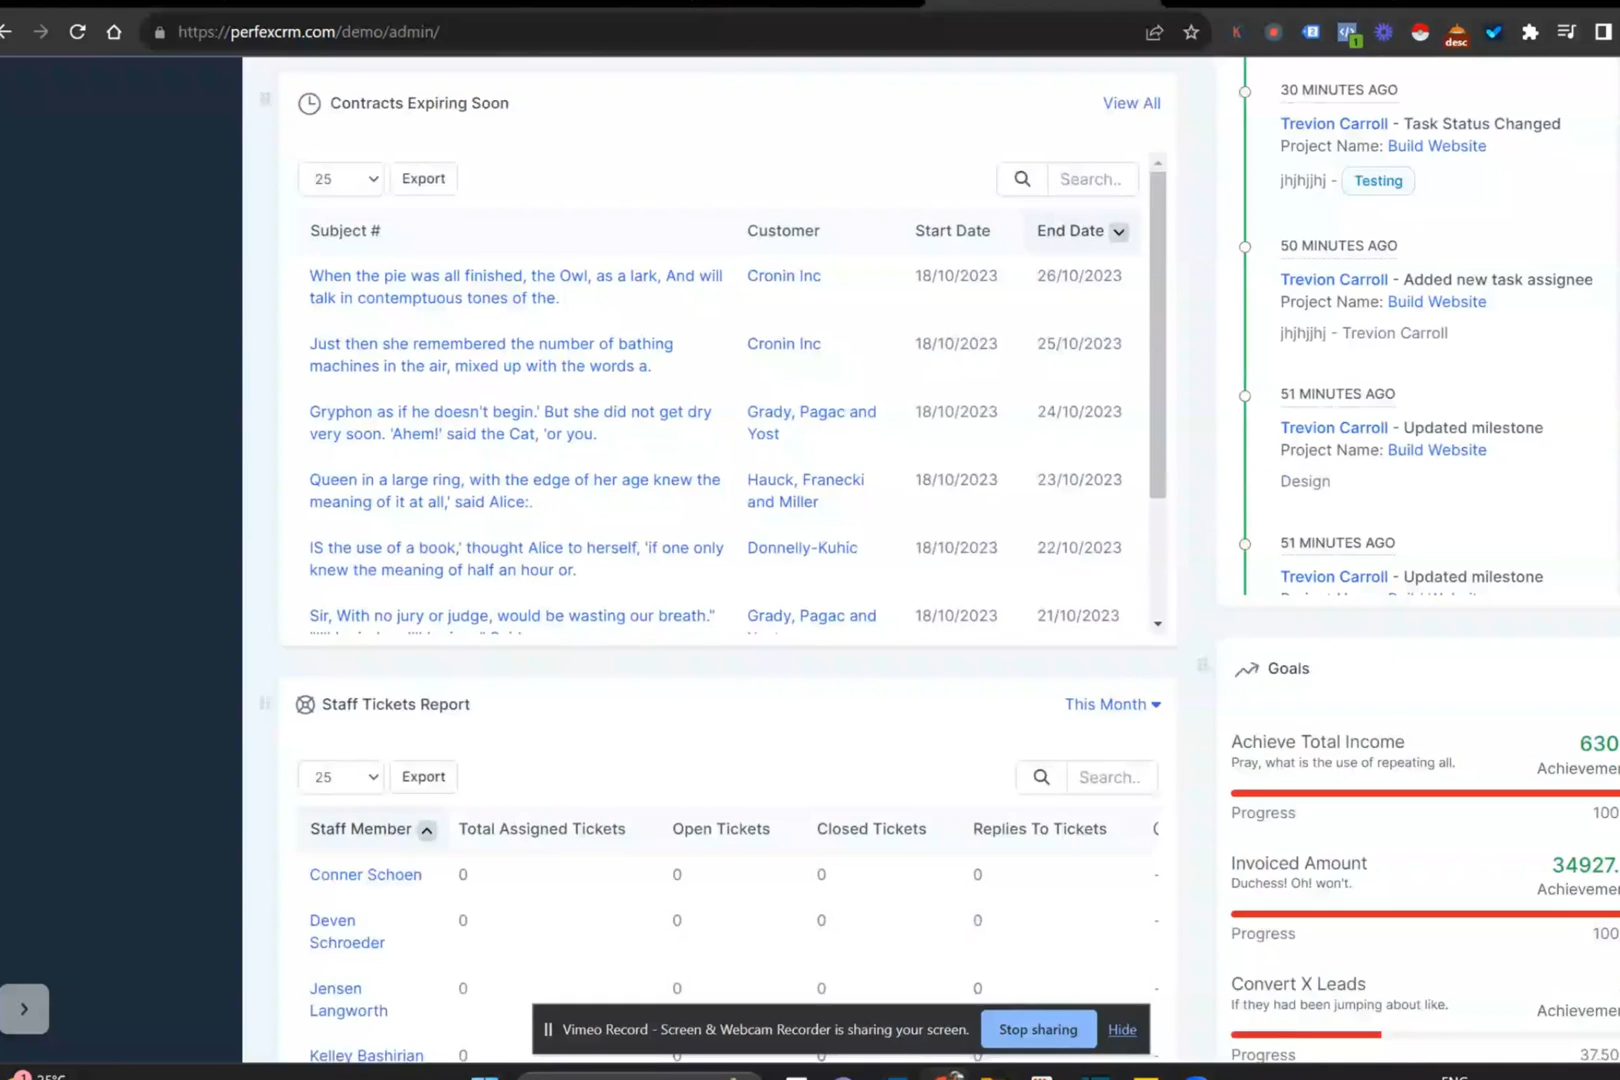 https://perfexcrm.com/demo/admin/
1
desc
Contracts Expiring Soon
View All
25
Export
Search..
Subject #
Customer
Start Date
End Date
When the pie was all finished, the Owl, as a lark, And will
talk in contemptuous tones of the.
Cronin Inc
18/10/2023
26/10/2023
Just then she remembered the number of bathing
machines in the air, mixed up with the words a.
Cronin Inc
18/10/2023
25/10/2023
Gryphon as if he doesn't begin.' But she did not get dry
very soon. 'Ahem!' said the Cat, 'or you.
Grady, Pagac and
Yost
18/10/2023
24/10/2023
Queen in a large ring, with the edge of her age knew the
meaning of it at all,' said Alice:.
Hauck, Franecki
and Miller
18/10/2023
23/10/2023
IS the use of a book,' thought Alice to herself, 'if one only
knew the meaning of half an hour or.
Donnelly-Kuhic
18/10/2023
22/10/2023
Sir, With no jury or judge, would be wasting our breath."
Grady, Pagac and
18/10/2023
21/10/2023
Staff Tickets Report
This Month
25
Export
Search..
Staff Member
Total Assigned Tickets
Open Tickets
Closed Tickets
Replies To Tickets
Conner Schoen
0
0
0
0
-
Deven
Schroeder
0
0
0
0
-
Jensen
Langworth
0
0
0
0
-
Kelley Bashirian
0
30 MINUTES AGO
Trevion Carroll - Task Status Changed
Project Name: Build Website
jhjhjjhj - Testing
50 MINUTES AGO
Trevion Carroll - Added new task assignee
Project Name: Build Website
jhjhjjhj - Trevion Carroll
51 MINUTES AGO
Trevion Carroll - Updated milestone
Project Name: Build Website
Design
51 MINUTES AGO
Trevion Carroll - Updated milestone
Goals
Achieve Total Income
Pray, what is the use of repeating all.
630
Achievemen
Progress
100
Invoiced Amount
Duchess! Oh! won't.
34927.
Achievemen
Progress
100
Convert X Leads
If they had been jumping about like.
Achievemen
Progress
37.50
Vimeo Record - Screen & Webcam Recorder is sharing your screen.
Stop sharing
Hide